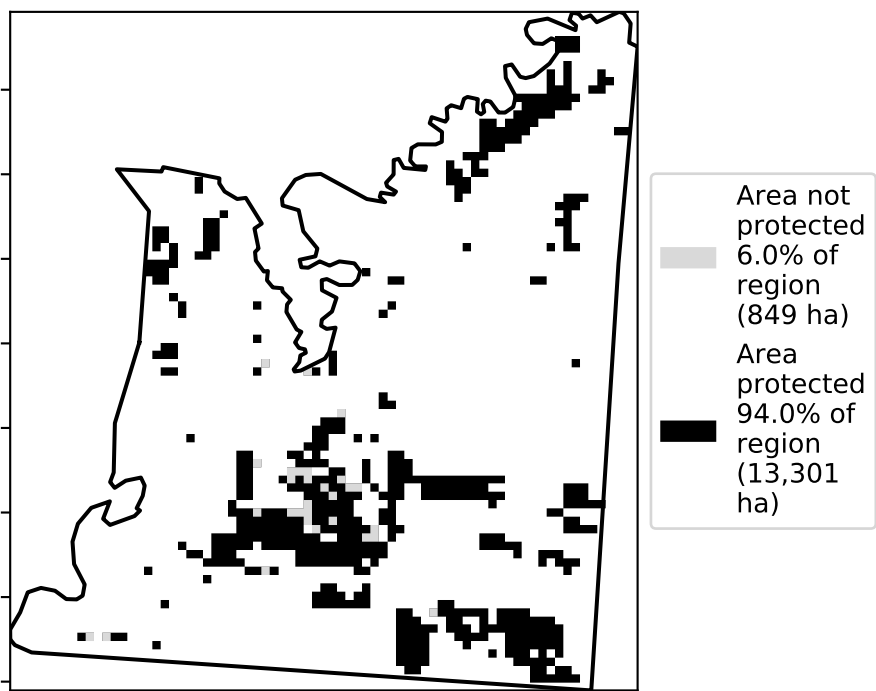 Area not
protected
6.0% of
region
(849 ha)
Area
protected
94.0% of
region
(13,301
ha)